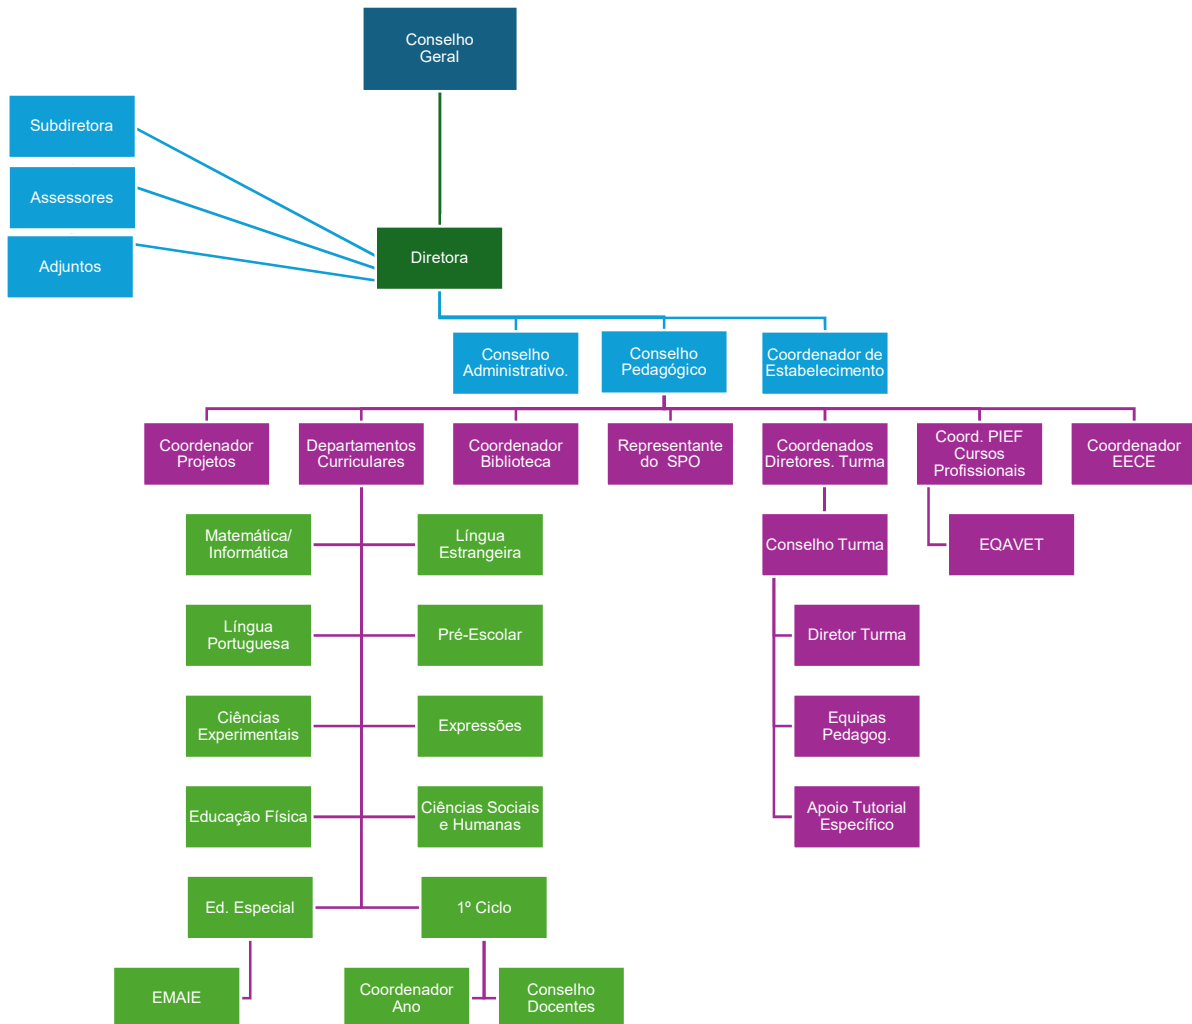 Conselho
Geral
Subdiretora
Assessores
Adjuntos
Diretora
Conselho
Administrativo.
Conselho
Pedagógico
Coordenador de
Estabelecimento
Coordenador
Projetos
Departamentos
Curriculares
Coordenador
Biblioteca
Representante
do SPO
Coordenados
Diretores. Turma
Coord. PIEF
Cursos
Profissionais
Coordenador
EECE
Matemática/
Informática
Língua
Estrangeira
Conselho Turma
EQAVET
Língua
Portuguesa
Pré-Escolar
Diretor Turma
Ciências
Experimentais
Expressões
Equipas
Pedagog.
Educação Física
Ciências Sociais
e Humanas
Apoio Tutorial
Específico
Ed. Especial
1º Ciclo
EMAIE
Coordenador
Ano
Conselho
Docentes